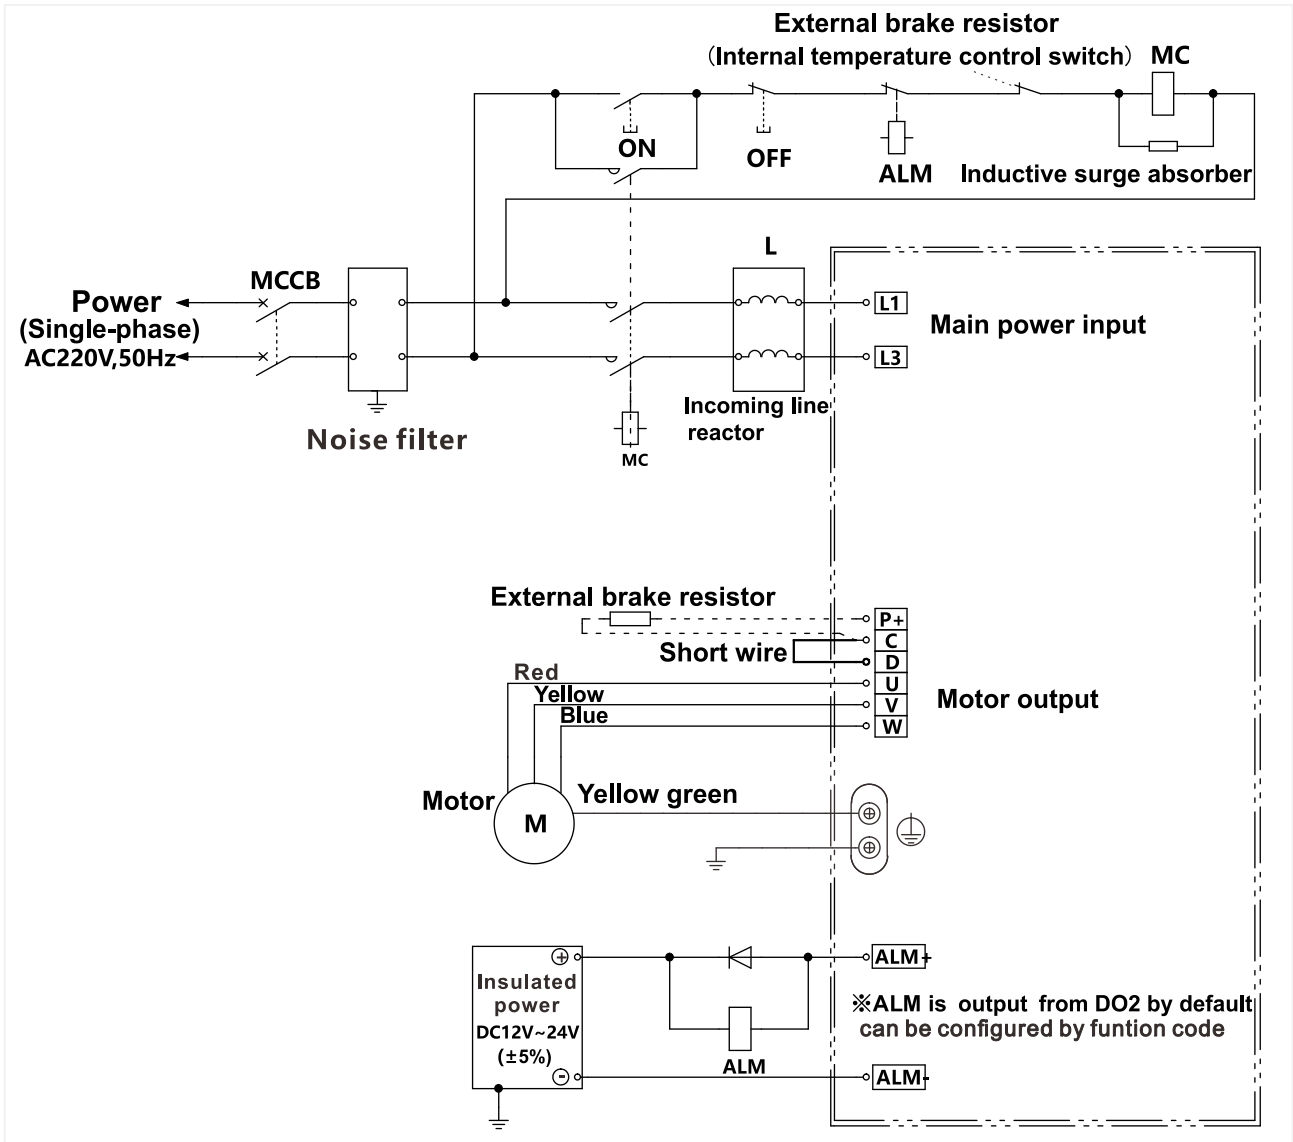 External brake resistor
(Internal temperature control switch) MC
ON
OFF
ALM
Inductive surge absorber
L
MCCB
Power
(Single-phase)
AC220V,50Hz
L1
Main power input
L3
Incoming line
reactor
Noise filter
MC
External brake resistor
P+
C
Short wire
D
Red
U
Yellow
V
Motor output
Blue
W
Motor
M
Yellow green
Insulated
power
DC12V~24V
(±5%)
ALM
ALM+
※ALM is output from DO2 by default
can be configured by funtion code
ALM-